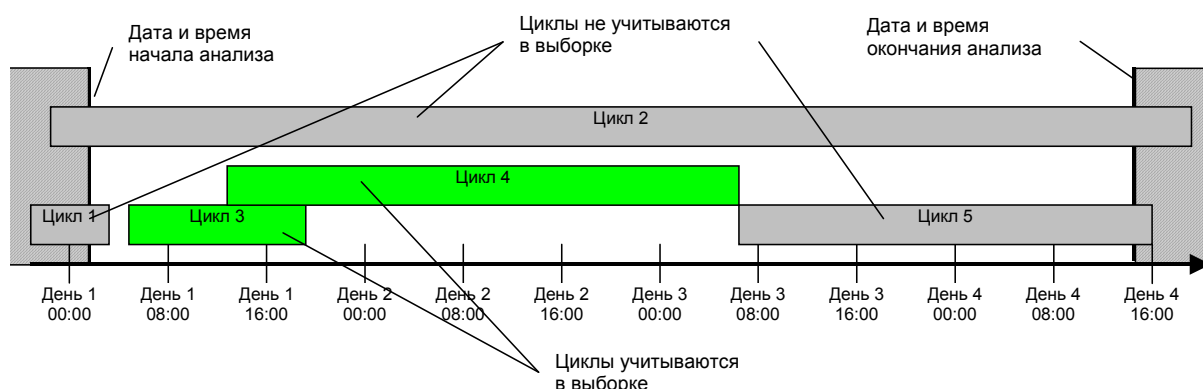 Дата и время
начала анализа
Циклы не учитываются
в выборке
Дата и время
окончания анализа
Цикл 2
Цикл 4
Цикл 1
Цикл 3
Цикл 5
День 1
00:00
День 1
08:00
День 1
16:00
День 2
00:00
День 2
08:00
День 2
16:00
День 3
00:00
День 3
08:00
День 3
16:00
День 4
00:00
День 4
08:00
День 4
16:00
Циклы учитываются
в выборке